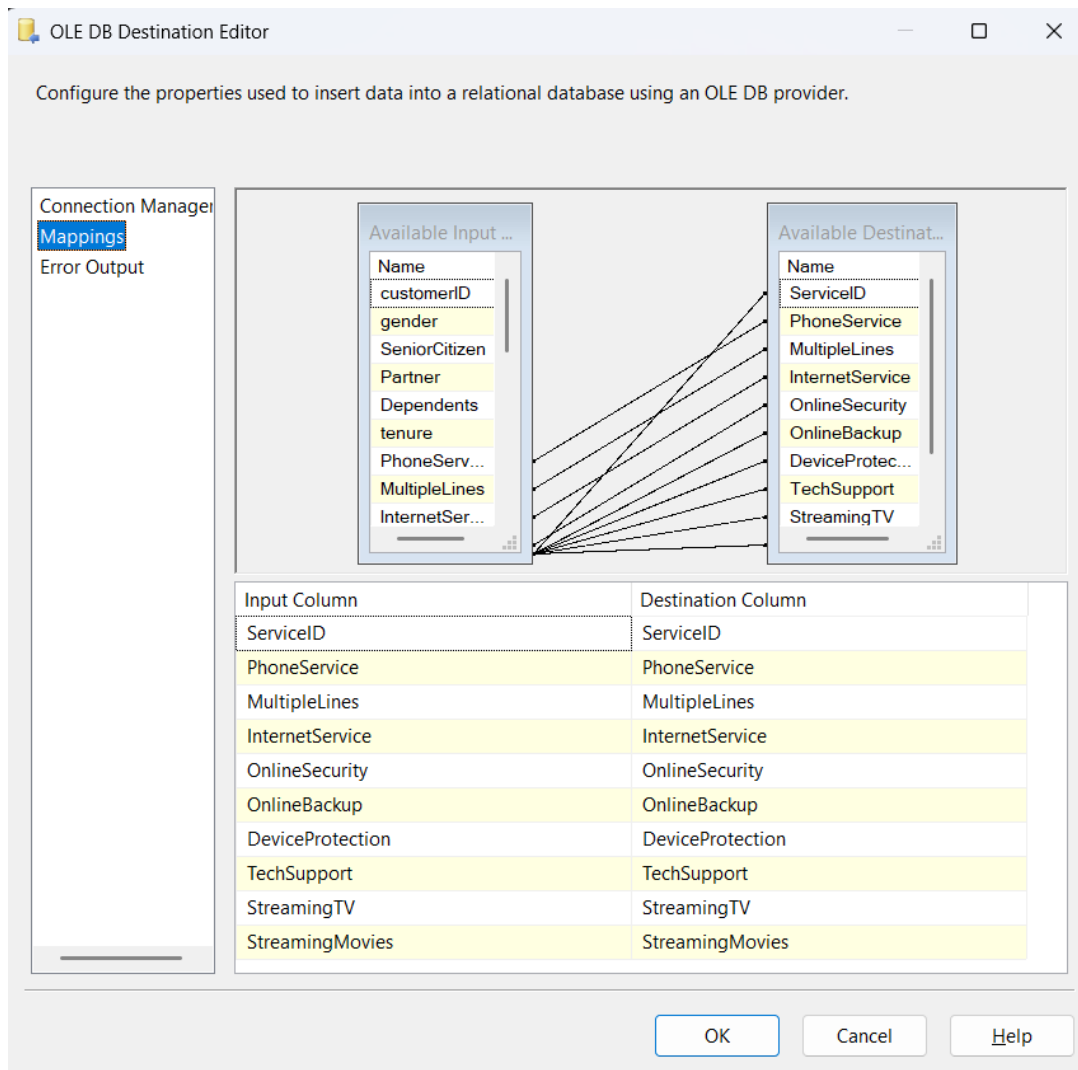 OLE DB Destination Editor
Configure the properties used to insert data into a relational database using an OLE DB provider.
Connection Manager
Mappings
Error Output
Available Input ...
Name
customerID
gender
SeniorCitizen
Partner
Dependents
tenure
PhoneServ...
MultipleLines
InternetSer...
Available Destinat...
Name
ServiceID
PhoneService
MultipleLines
InternetService
OnlineSecurity
OnlineBackup
DeviceProtec...
TechSupport
StreamingTV
Input Column Destination Column
ServiceID ServiceID
PhoneService PhoneService
MultipleLines MultipleLines
InternetService InternetService
OnlineSecurity OnlineSecurity
OnlineBackup OnlineBackup
DeviceProtection DeviceProtection
TechSupport TechSupport
StreamingTV StreamingTV
StreamingMovies StreamingMovies
OK Cancel Help